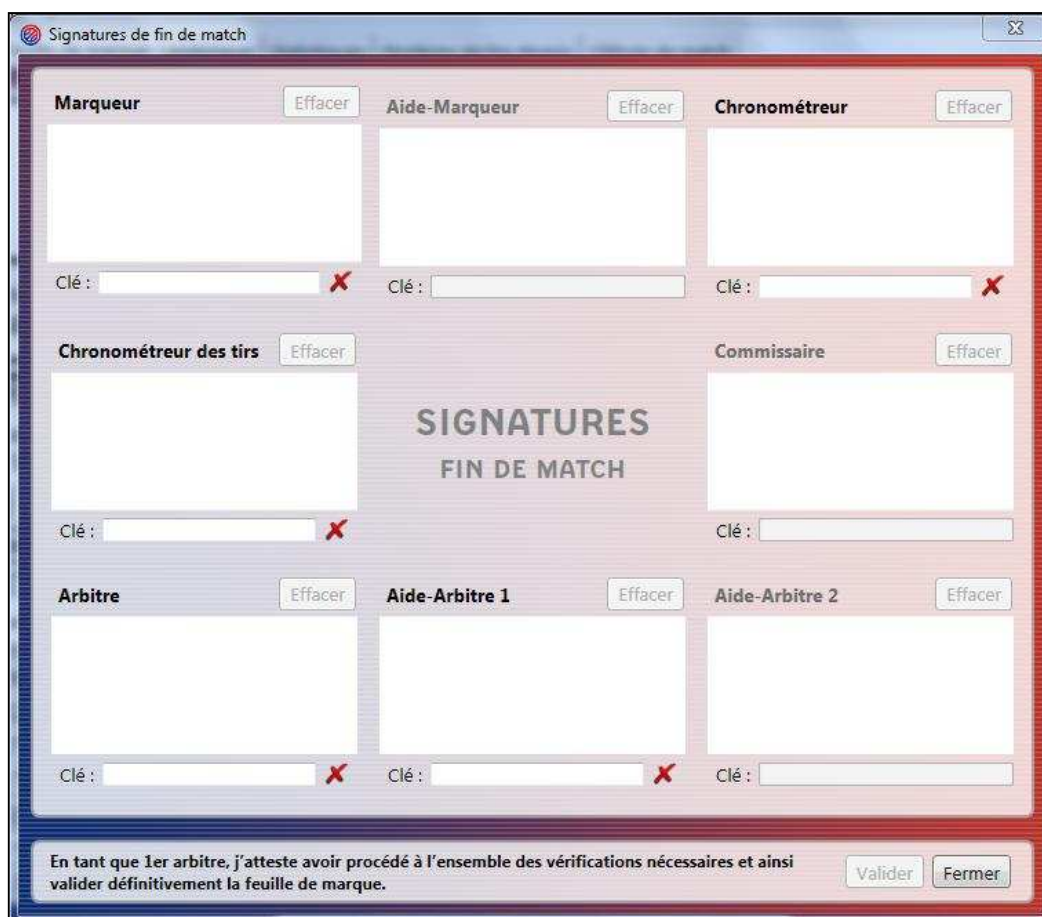 Signatures de fin de match
Marqueur Effacer
Aide-Marqueur Effacer
Chronométreur Effacer
Clé :
Clé :
Clé :
Chronométreur des tirs Effacer
Commissaire Effacer
SIGNATURES
FIN DE MATCH
Clé :
Clé :
Arbitre Effacer
Aide-Arbitre 1 Effacer
Aide-Arbitre 2 Effacer
Clé :
Clé :
Clé :
En tant que 1er arbitre, j'atteste avoir procédé à l'ensemble des vérifications nécessaires et ainsi
valider définitivement la feuille de marque.
Valider Fermer